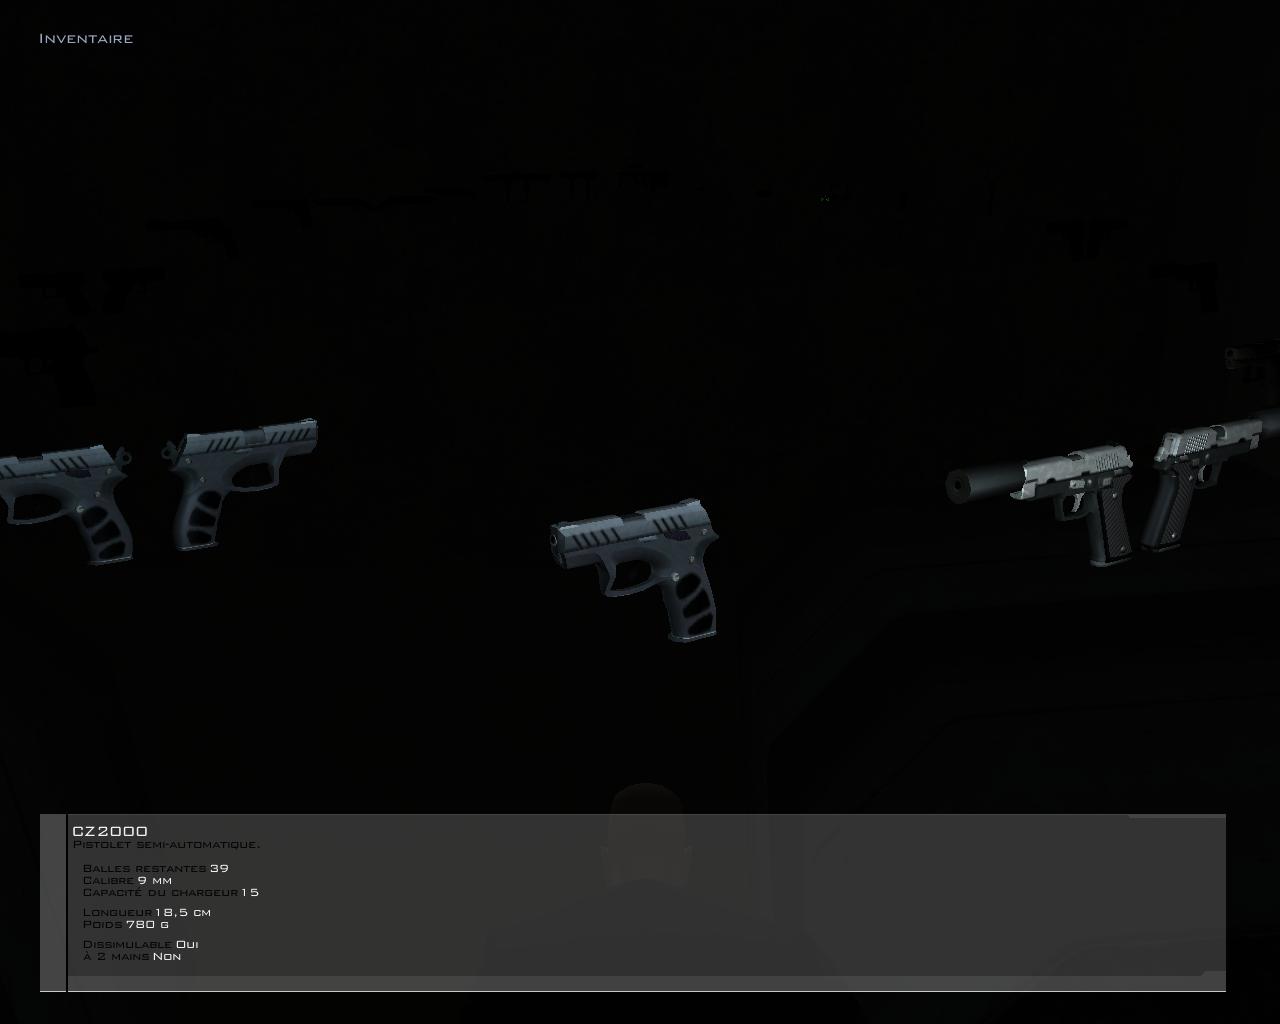 Inventaire
CZ2000
Pistolet semi-automatique.
Balles restantes 39
Calibre 9 mm
Capacité du chargeur 15
Longueur 18,5 cm
Poids 780 g
Dissimulable Oui
À 2 mains Non